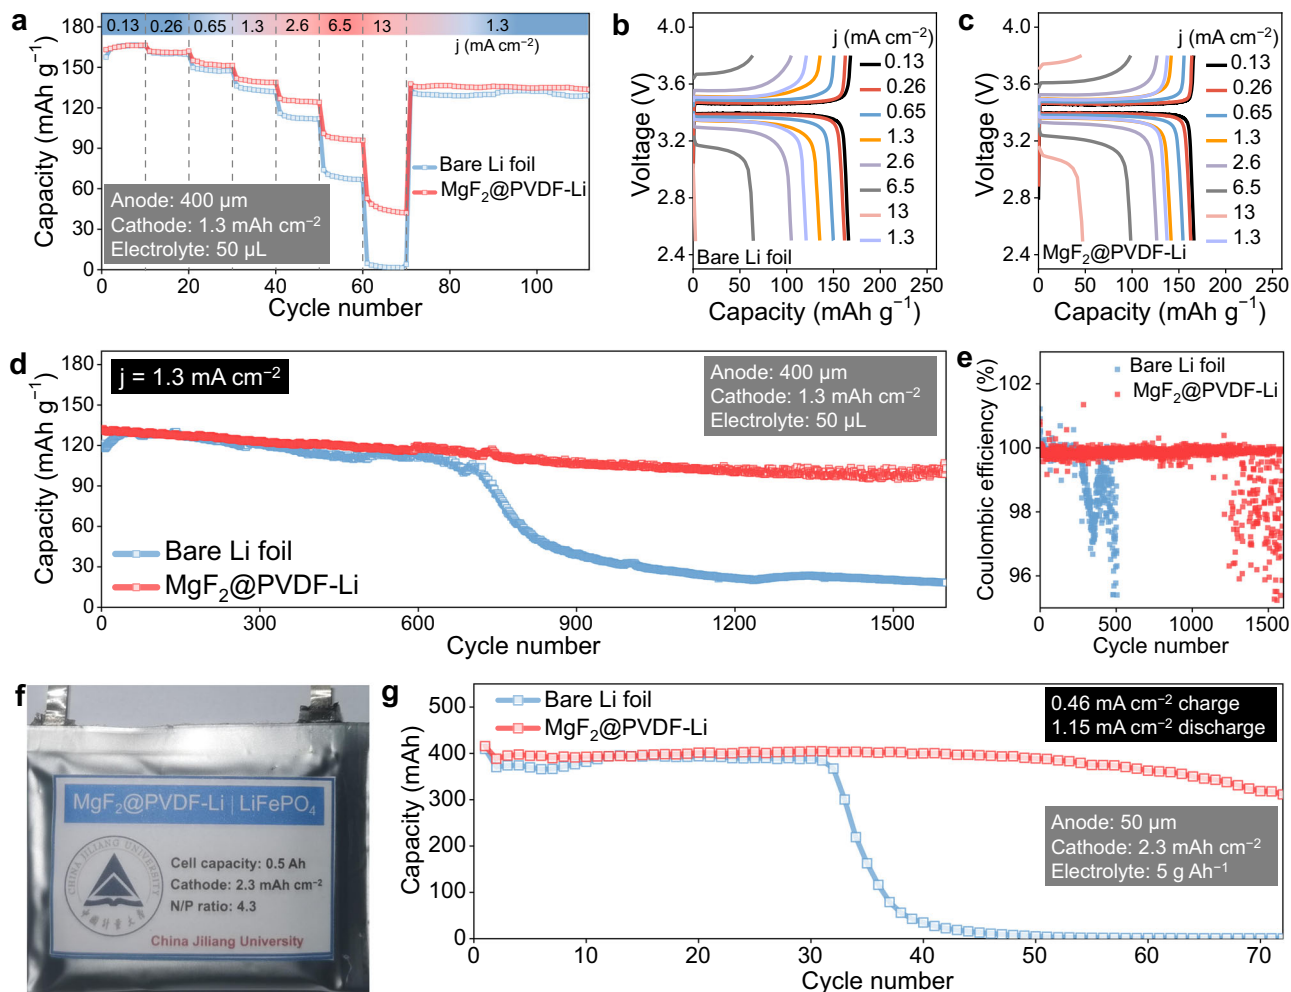 a
180
150
120
90
60
30
0
Capacity (mAh g⁻¹)
0.13 0.26 0.65 1.3 2.6 6.5 13 1.3
j (mA cm⁻²)
Bare Li foil
MgF₂@PVDF-Li
Anode: 400 μm
Cathode: 1.3 mAh cm⁻²
Electrolyte: 50 μL
0 20 40 60 80 100
Cycle number
b
4.0
3.6
3.2
2.8
2.4
Voltage (V)
j (mA cm⁻²)
0.13
0.26
0.65
1.3
2.6
6.5
13
1.3
Bare Li foil
0 50 100 150 200 250
Capacity (mAh g⁻¹)
c
4.0
3.6
3.2
2.8
2.4
Voltage (V)
j (mA cm⁻²)
0.13
0.26
0.65
1.3
2.6
6.5
13
1.3
MgF₂@PVDF-Li
0 50 100 150 200 250
Capacity (mAh g⁻¹)
d
180
150
120
90
60
30
0
Capacity (mAh g⁻¹)
j = 1.3 mA cm⁻²
Anode: 400 μm
Cathode: 1.3 mAh cm⁻²
Electrolyte: 50 μL
Bare Li foil
MgF₂@PVDF-Li
0 300 600 900 1200 1500
Cycle number
e
102
100
98
96
Coulombic efficiency (%)
Bare Li foil
MgF₂@PVDF-Li
0 500 1000 1500
Cycle number
f
MgF₂@PVDF-Li | LiFePO₄
CHINA JILIANG UNIVERSITY
中国计量大学
Cell capacity: 0.5 Ah
Cathode: 2.3 mAh cm⁻²
N/P ratio: 4.3
China Jiliang University
g
500
400
300
200
100
0
Capacity (mAh)
Bare Li foil
MgF₂@PVDF-Li
0.46 mA cm⁻² charge
1.15 mA cm⁻² discharge
Anode: 50 μm
Cathode: 2.3 mAh cm⁻²
Electrolyte: 5 g Ah⁻¹
0 10 20 30 40 50 60 70
Cycle number